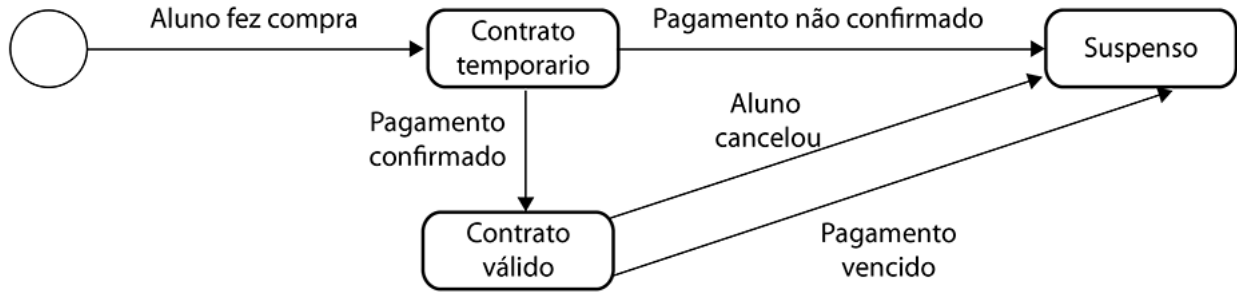 Aluno fez compra
Contrato
temporario
Pagamento não confirmado
Suspenso
Pagamento
confirmado
Aluno
cancelou
Contrato
válido
Pagamento
vencido